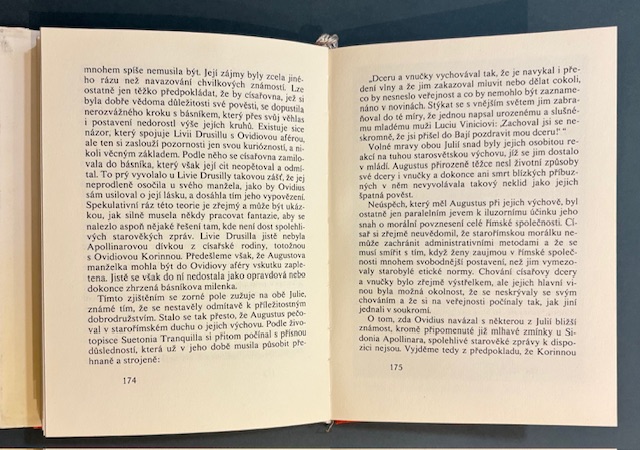 mnohem spíše nemusila být. Její zájmy byly zcela jiné-
ho rázu než navazování chvilkových známostí. Lze
ostatně jen těžko předpokládat, že by císařovna, jež si
byla dobře vědoma důležitosti své pověsti, se dopustila
nerozvážného kroku s básníkem, který přes svůj věhlas
i postavení nedorostl výše jejích kruhů. Existuje sice
názor, který spojuje Livii Drusillu s Ovidiovou aférou,
ale ten si zaslouží pozornosti jen svou kuriózností, a ni-
koli věcným základem. Podle něho se císařovna zamilo-
vala do básníka, který však její cit neopětoval a odmí-
tal. To prý vyvolalo u Livie Drusilly takovou zášť, že jej
neprodleně osočila u svého manžela, jako by Ovidius
sám usiloval o její lásku, a dosáhla tím jeho vypovězení.
Spekulativní ráz této teorie je zřejmý a může být ukáz-
kou, jak silně musela někdy pracovat fantazie, aby se
nalezlo aspoň nějaké řešení tam, kde není dost spolehli-
vých starověkých zpráv. Livie Drusilla jistě nebyla
Apollinarovou dívkou z císařské rodiny, totožnou
s Ovidiovou Korinnou. Předešleme však, že Augustova
manželka mohla být do Ovidiovy aféry vskutku zaple-
tena. Jistě se však do ní nedostala jako opravdová nebo
dokonce zhrzená básníkova milenka.
Tímto zjištěním se zorné pole zužuje na obě Julie,
známé tím, že se nestavěly odmítavě k příležitostným
dobrodružstvím. Stalo se tak přesto, že Augustus pečo-
val v starořímském duchu o jejich výchovu. Podle živo-
topisce Suetonia Tranquilla si přitom počínal s přísnou
důsledností, která už v jeho době musila působit pře-
hnaně a strojeně:
174
„Dceru a vnučky vychovával tak, že je navykal i pře-
dení vlny a že jim zakazoval mluvit nebo dělat cokoli,
co by nesneslo veřejnost a co by nemohlo být zazname-
náno v novinách. Stýkat se s vnějším světem jim zabra-
ňoval do té míry, že jednou napsal urozenému a slušné-
mu mladému muži Luciu Viniciovi: ‚Zachoval jsi se ne-
skromně, že jsi přišel do Bají pozdravit mou dceru!‘“
Volné mravy obou Julií snad byly jejich osobitou re-
akcí na tuhou starosvětskou výchovu, jíž se jim dostalo
v mládí. Augustus přirozeně těžce nesl životní způsoby
své dcery i vnučky a dokonce ani smrt blízkých příbuz-
ných v něm nevyvolávala takový neklid jako jejich
špatná pověst.
Neúspěch, který měl Augustus při jejich výchově, byl
ostatně jen paralelním jevem k iluzornímu účinku jeho
snah o morální povznesení celé římské společnosti. Cí-
sař si zřejmě neuvědomil, že starořímskou morálku ne-
může zachránit administrativními metodami a že se
musí smířit s tím, když ženy zaujmou v římské společ-
nosti mnohem svobodnější postavení, než jim vymezo-
valy starobylé etické normy. Chování císařovy dcery
a vnučky bylo zřejmě výstřelkem, ale jejich hlavní vi-
nou byla možná okolnost, že se neskrývaly se svým
chováním a že si na veřejnosti počínaly tak, jak jiní
jednali v soukromí.
O tom, zda Ovidius navázal s některou z Julií bližší
známost, kromě připomenuté již mlhavé zmínky u Si-
donia Apollinara, spolehlivé starověké zprávy k dispo-
zici nejsou. Vyjděme tedy z předpokladu, že Korinnou
175